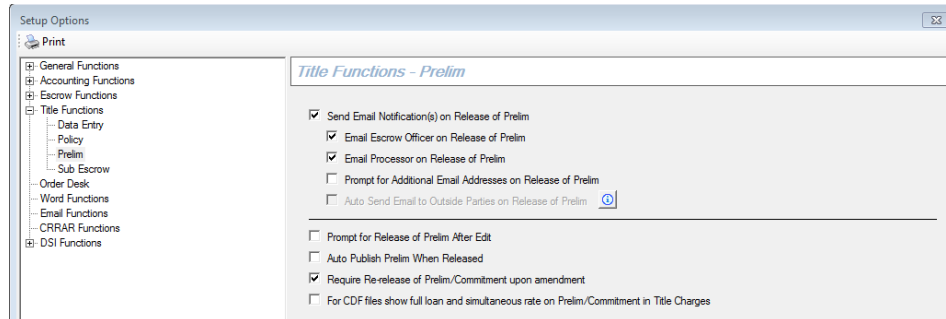 Setup Options
Print
General Functions
Accounting Functions
Escrow Functions
Title Functions
Data Entry
Policy
Prelim
Sub Escrow
Order Desk
Word Functions
Email Functions
CRRAR Functions
DSI Functions
Title Functions - Prelim
Send Email Notification(s) on Release of Prelim
Email Escrow Officer on Release of Prelim
Email Processor on Release of Prelim
Prompt for Additional Email Addresses on Release of Prelim
Auto Send Email to Outside Parties on Release of Prelim
Prompt for Release of Prelim After Edit
Auto Publish Prelim When Released
Require Re-release of Prelim/Commitment upon amendment
For CDF files show full loan and simultaneous rate on Prelim/Commitment in Title Charges